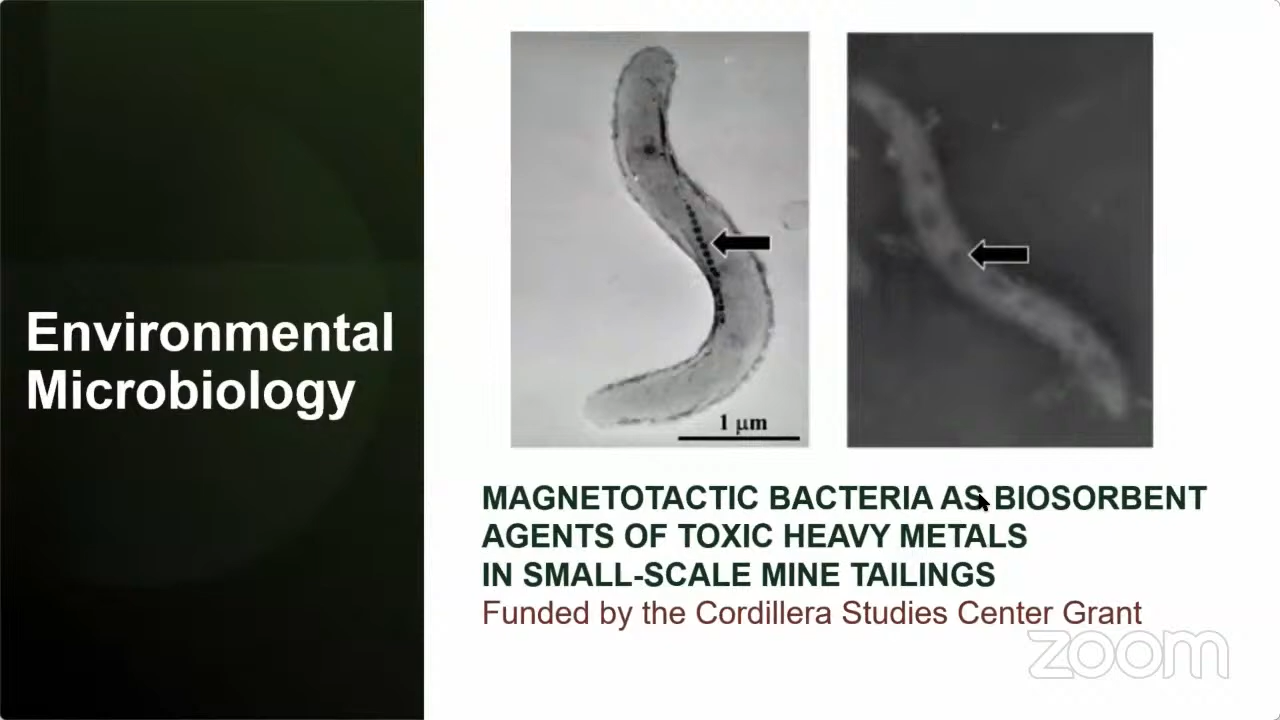 Environmental
Microbiology
1 μm
MAGNETOTACTIC BACTERIA AS BIOSORBENT
AGENTS OF TOXIC HEAVY METALS
IN SMALL-SCALE MINE TAILINGS
Funded by the Cordillera Studies Center Grant
zoom